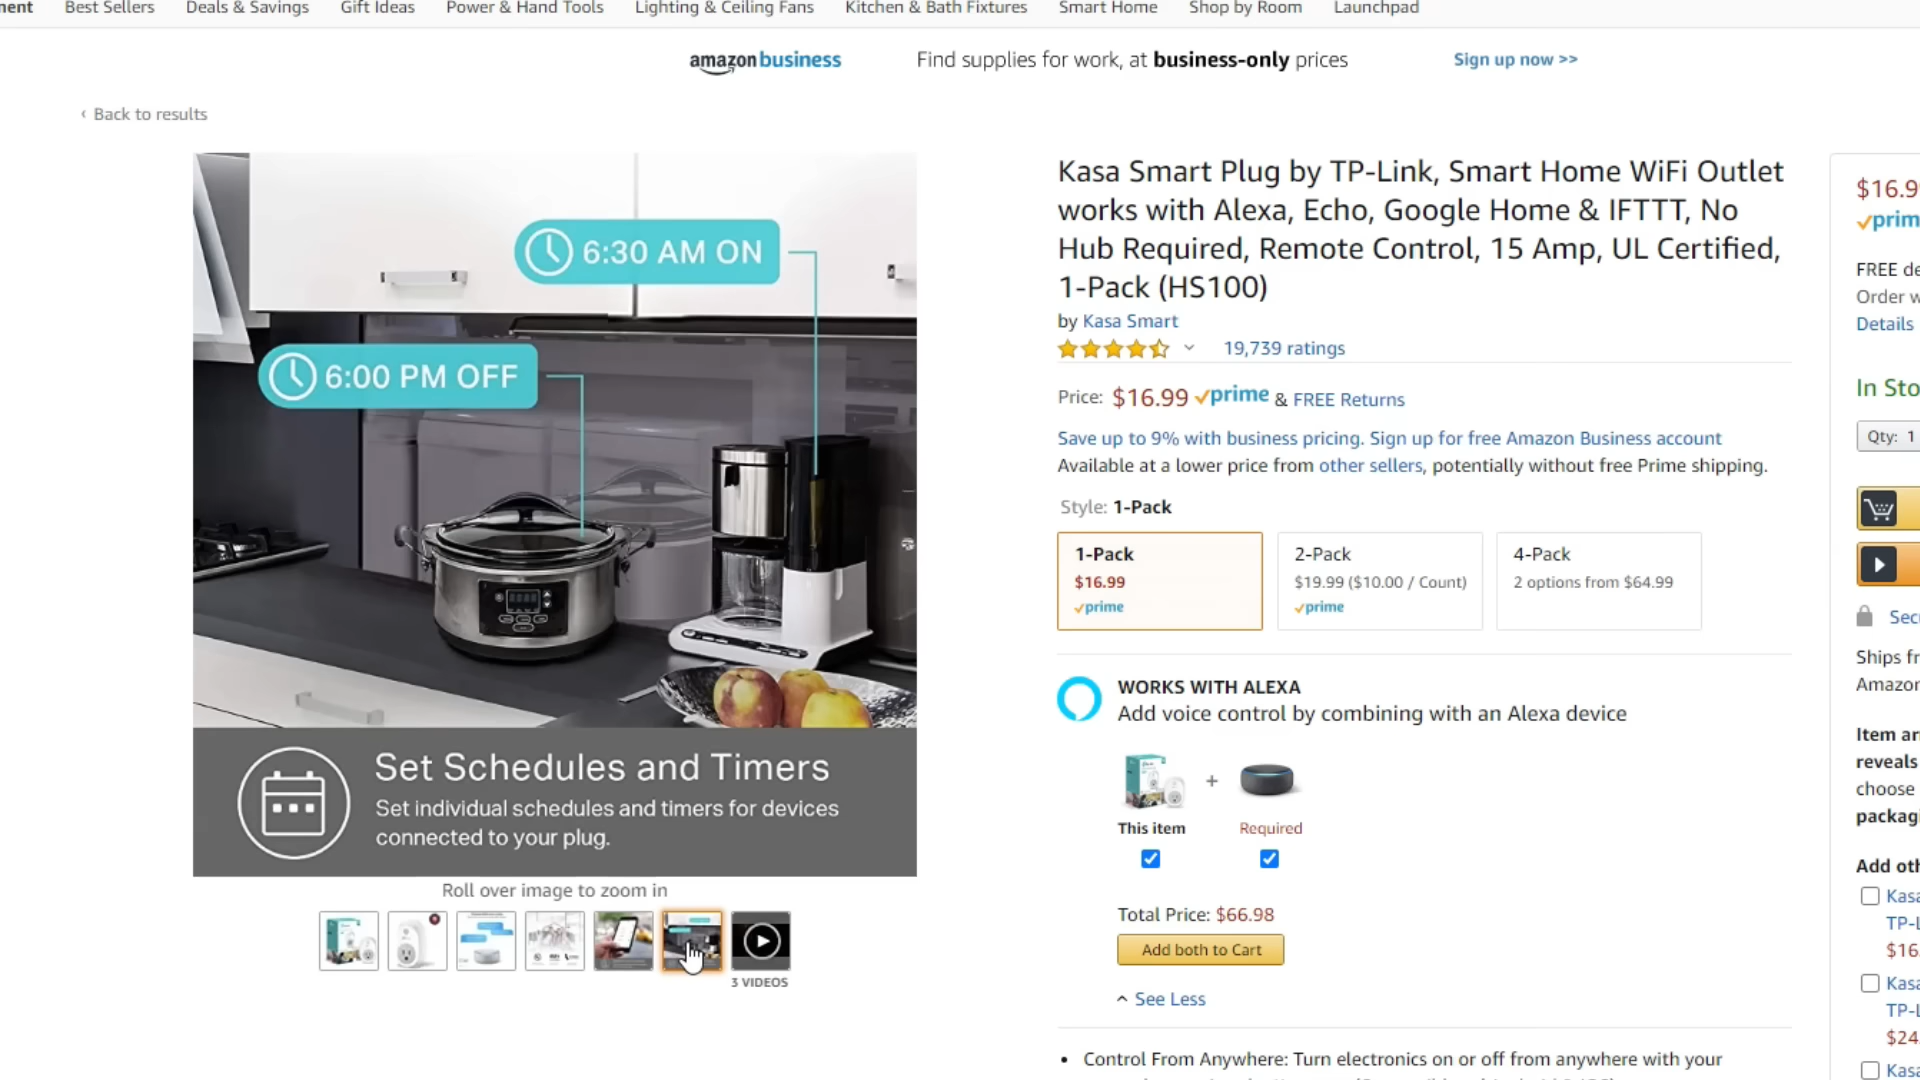 Best Sellers Deals & Savings Gift Ideas Power & Hand Tools Lighting & Ceiling Fans Kitchen & Bath Fixtures Smart Home Shop by Room Launchpad
amazon business Find supplies for work, at business-only prices Sign up now >>
‹ Back to results
6:30 AM ON
6:00 PM OFF
Set Schedules and Timers
Set individual schedules and timers for devices
connected to your plug.
Roll over image to zoom in
3 VIDEOS
Kasa Smart Plug by TP-Link, Smart Home WiFi Outlet
works with Alexa, Echo, Google Home & IFTTT, No
Hub Required, Remote Control, 15 Amp, UL Certified,
1-Pack (HS100)
by Kasa Smart
19,739 ratings
Price: $16.99 prime & FREE Returns
Save up to 9% with business pricing. Sign up for free Amazon Business account
Available at a lower price from other sellers, potentially without free Prime shipping.
Style: 1-Pack
1-Pack
$16.99
prime
2-Pack
$19.99 ($10.00 / Count)
prime
4-Pack
2 options from $64.99
WORKS WITH ALEXA
Add voice control by combining with an Alexa device
+
This item Required
Total Price: $66.98
Add both to Cart
See Less
• Control From Anywhere: Turn electronics on or off from anywhere with your
$16.9
prim
FREE de
Order w
Details
In Sto
Qty: 1
Secu
Ships fr
Amazon
Item ar
reveals
choose
packagi
Add oth
Kasa
TP-L
$16.
Kasa
TP-L
$24.
Kasa